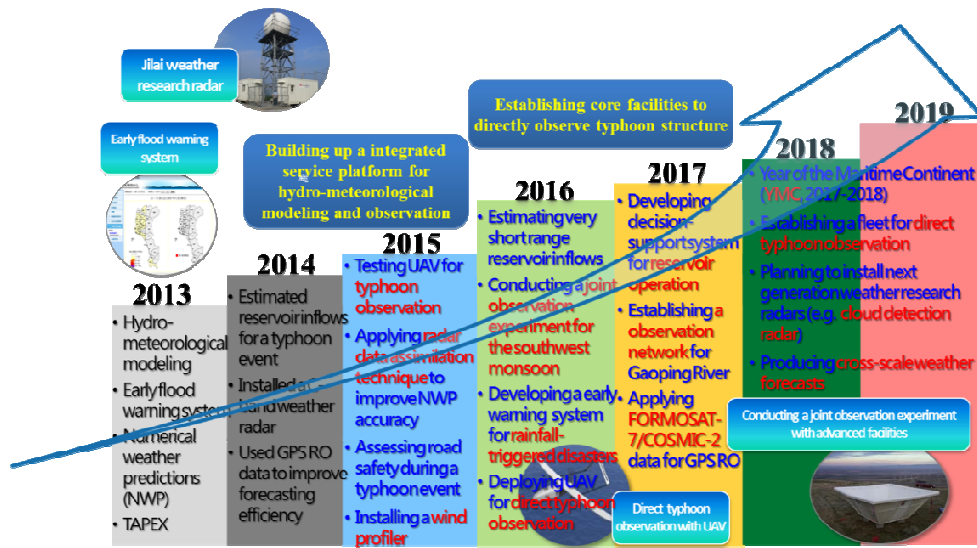 Jilai weather
research radar
Early flood warning
system
Building up a integrated
service platform for
hydro-meteorological
modeling and observation
Establishing core facilities to
directly observe typhoon structure
2013
• Hydro-
meteorological
modeling
• Early flood
warning system
• Numerical
weather
predictions
(NWP)
• TAPEX
2014
• Estimated
reservoir inflows
for a typhoon
event
• Installed a C-
band weather
radar
• Used GPS RO
data to improve
forecasting
efficiency
2015
• Testing UAV for
typhoon
observation
• Applying radar
data assimilation
technique to
improve NWP
accuracy
• Assessing road
safety during a
typhoon event
• Installing a wind
profiler
2016
• Estimating very
short range
reservoir inflows
• Conducting a joint
observation
experiment for
the southwest
monsoon
• Developing a early
warning system
for rainfall-
triggered disasters
• Deploying UAV
for direct typhoon
observation
2017
• Developing
decision-
support system
for reservoir
operation
• Establishing a
observation
network for
Gaoping River
• Applying
FORMOSAT-
7/COSMIC-2
data for GPS RO
Direct typhoon
observation with UAV
2018
2019
• Year of the Maritime Continent
(YMC, 2017-2018)
• Establishing a fleet for direct
typhoon observation
• Planning to install next
generation weather research
radars (e.g. cloud detection
radar)
• Producing cross-scale weather
forecasts
Conducting a joint observation experiment
with advanced facilities